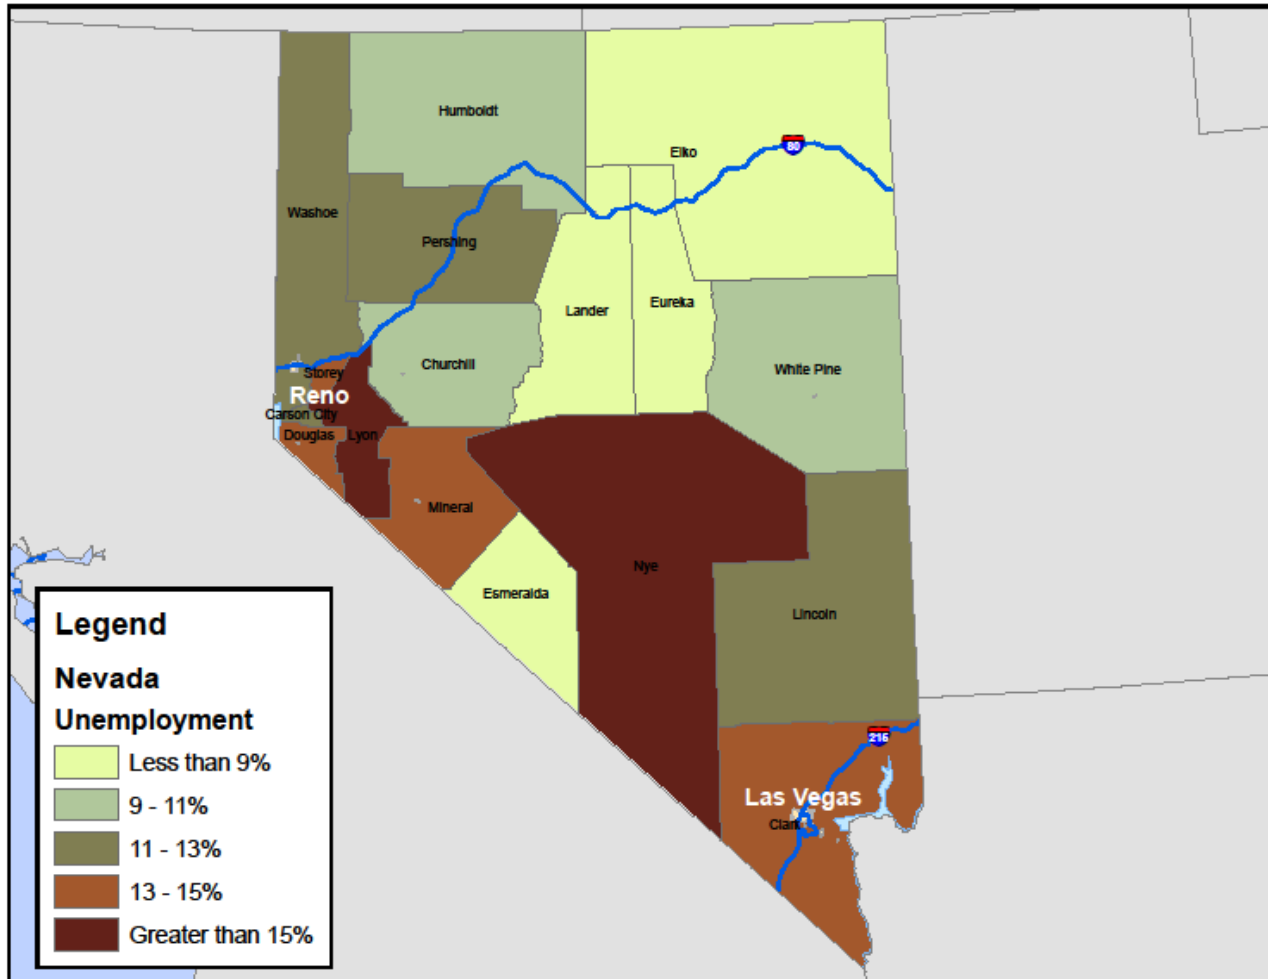 Humboldt
80
Elko
Washoe
Pershing
Eureka
Lander
Churchill
White Pine
Storey
Reno
Carson City
Douglas
Lyon
Mineral
Nye
Esmeralda
Lincoln
215
Las Vegas
Clark
Legend
Nevada
Unemployment
Less than 9%
9 - 11%
11 - 13%
13 - 15%
Greater than 15%